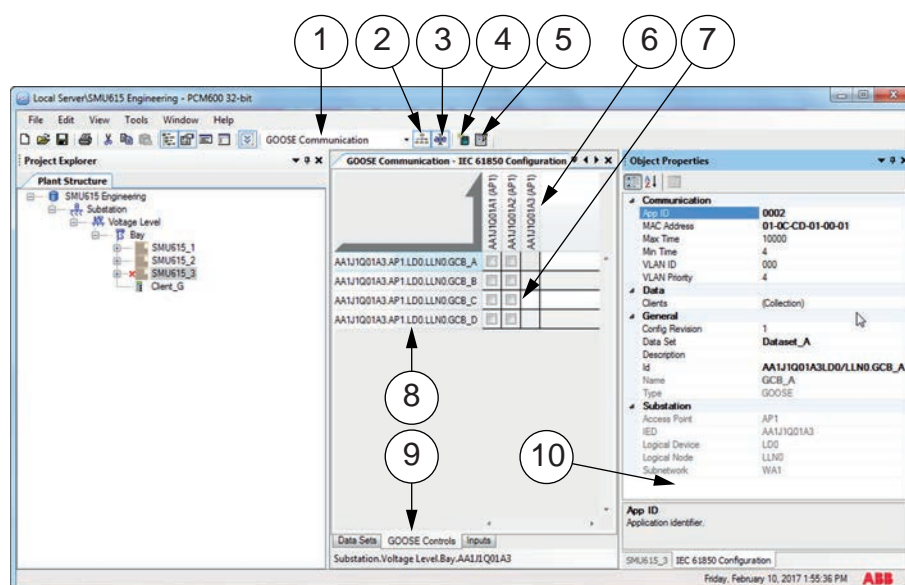 1 2 3 4 5 6 7
Local Server\SMU615 Engineering - PCM600 32-bit
File Edit View Tools Window Help
GOOSE Communication
Project Explorer
Plant Structure
SMU615 Engineering
Substation
Voltage Level
Bay
SMU615_1
SMU615_2
SMU615_3
Client_G
GOOSE Communication - IEC 61850 Configuration
AA1J1Q01A1 (AP1)
AA1J1Q01A2 (AP1)
AA1J1Q01A3 (AP1)
AA1J1Q01A3.AP1.LD0.LLN0.GCB_A
AA1J1Q01A3.AP1.LD0.LLN0.GCB_B
AA1J1Q01A3.AP1.LD0.LLN0.GCB_C
AA1J1Q01A3.AP1.LD0.LLN0.GCB_D
8
9
Data Sets GOOSE Controls Inputs
Substation.Voltage Level.Bay.AA1J1Q01A3
Object Properties
Communication
App ID 0002
MAC Address 01-0C-CD-01-00-01
Max Time 10000
Min Time 4
VLAN ID 000
VLAN Priority 4
Data
Clients (Collection)
General
Config Revision 1
Data Set Dataset_A
Description
Id AA1J1Q01A3LD0/LLN0.GCB_A
Name GCB_A
Type GOOSE
Substation
Access Point AP1
IED AA1J1Q01A3
Logical Device LD0
Logical Node LLN0
Subnetwork WA1
10
App ID
Application identifier.
SMU615_3 IEC 61850 Configuration
Friday, February 10, 2017 1:55:36 PM ABB